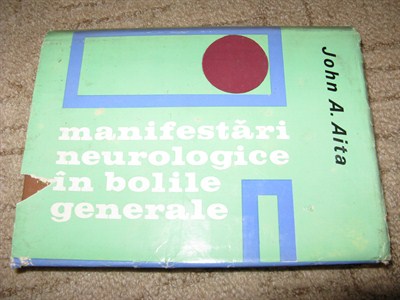 John A. Aita
manifestări
neurologice
în bolile
generale